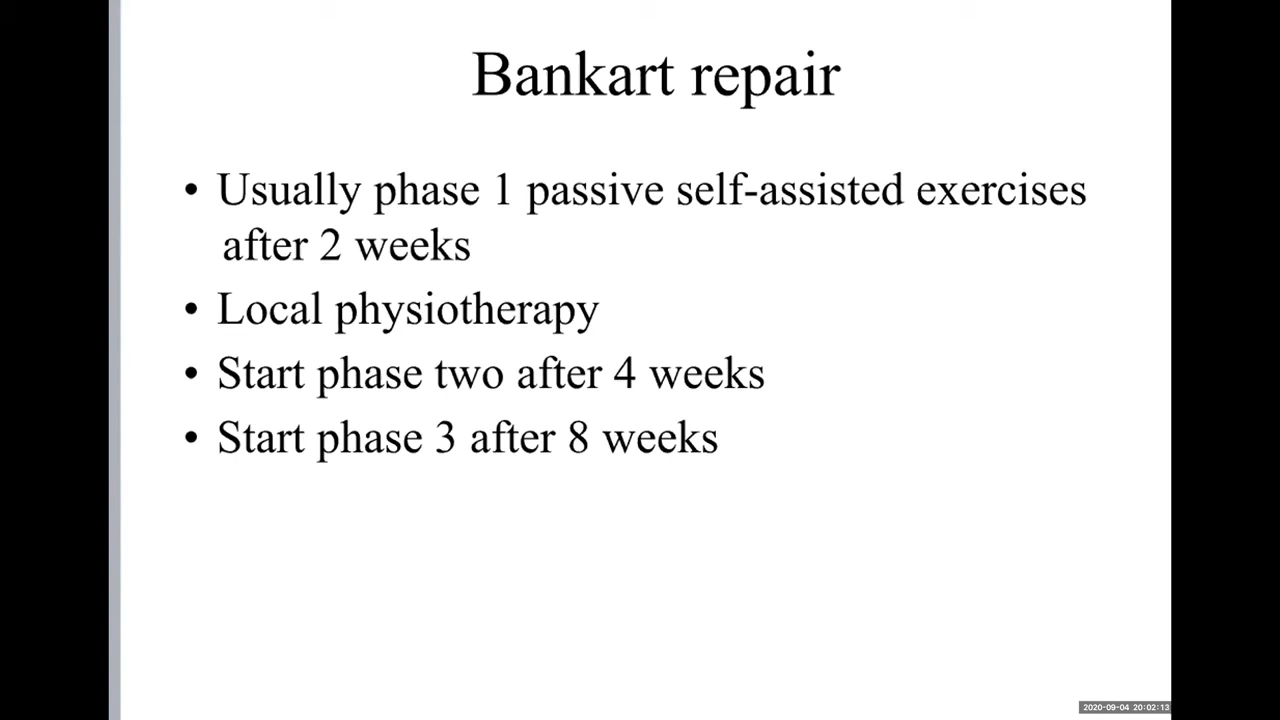 Bankart repair
• Usually phase 1 passive self-assisted exercises
after 2 weeks
• Local physiotherapy
• Start phase two after 4 weeks
• Start phase 3 after 8 weeks
2020-09-04 20:02:13